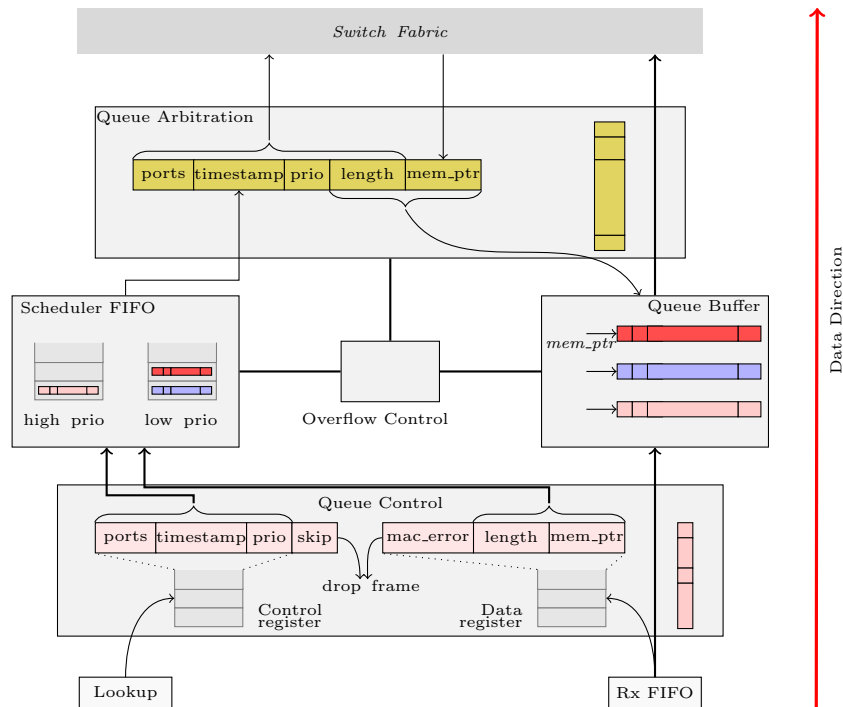 Switch Fabric
Queue Arbitration
ports timestamp prio length mem_ptr
Data Direction
Scheduler FIFO
high prio low prio
Overflow Control
Queue Buffer
mem_ptr
Queue Control
ports timestamp prio skip
mac_error length mem_ptr
drop frame
Control
register
Data
register
Lookup
Rx FIFO